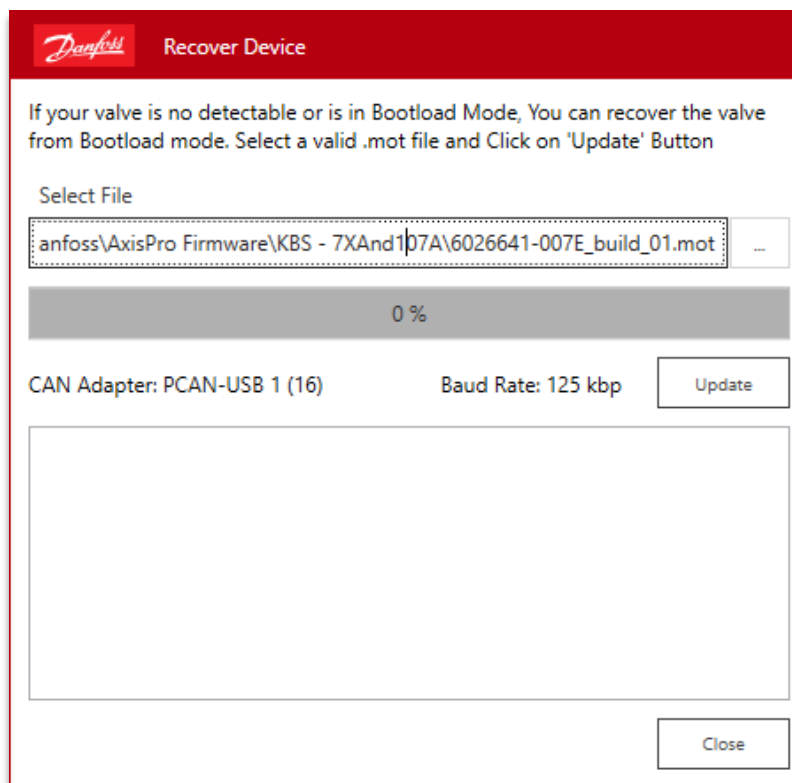 Danfoss Recover Device
If your valve is no detectable or is in Bootload Mode, You can recover the valve
from Bootload mode. Select a valid .mot file and Click on 'Update' Button
Select File
anfoss\AxisPro Firmware\KBS - 7XAnd107A\6026641-007E_build_01.mot ...
0 %
CAN Adapter: PCAN-USB 1 (16) Baud Rate: 125 kbp Update
Close